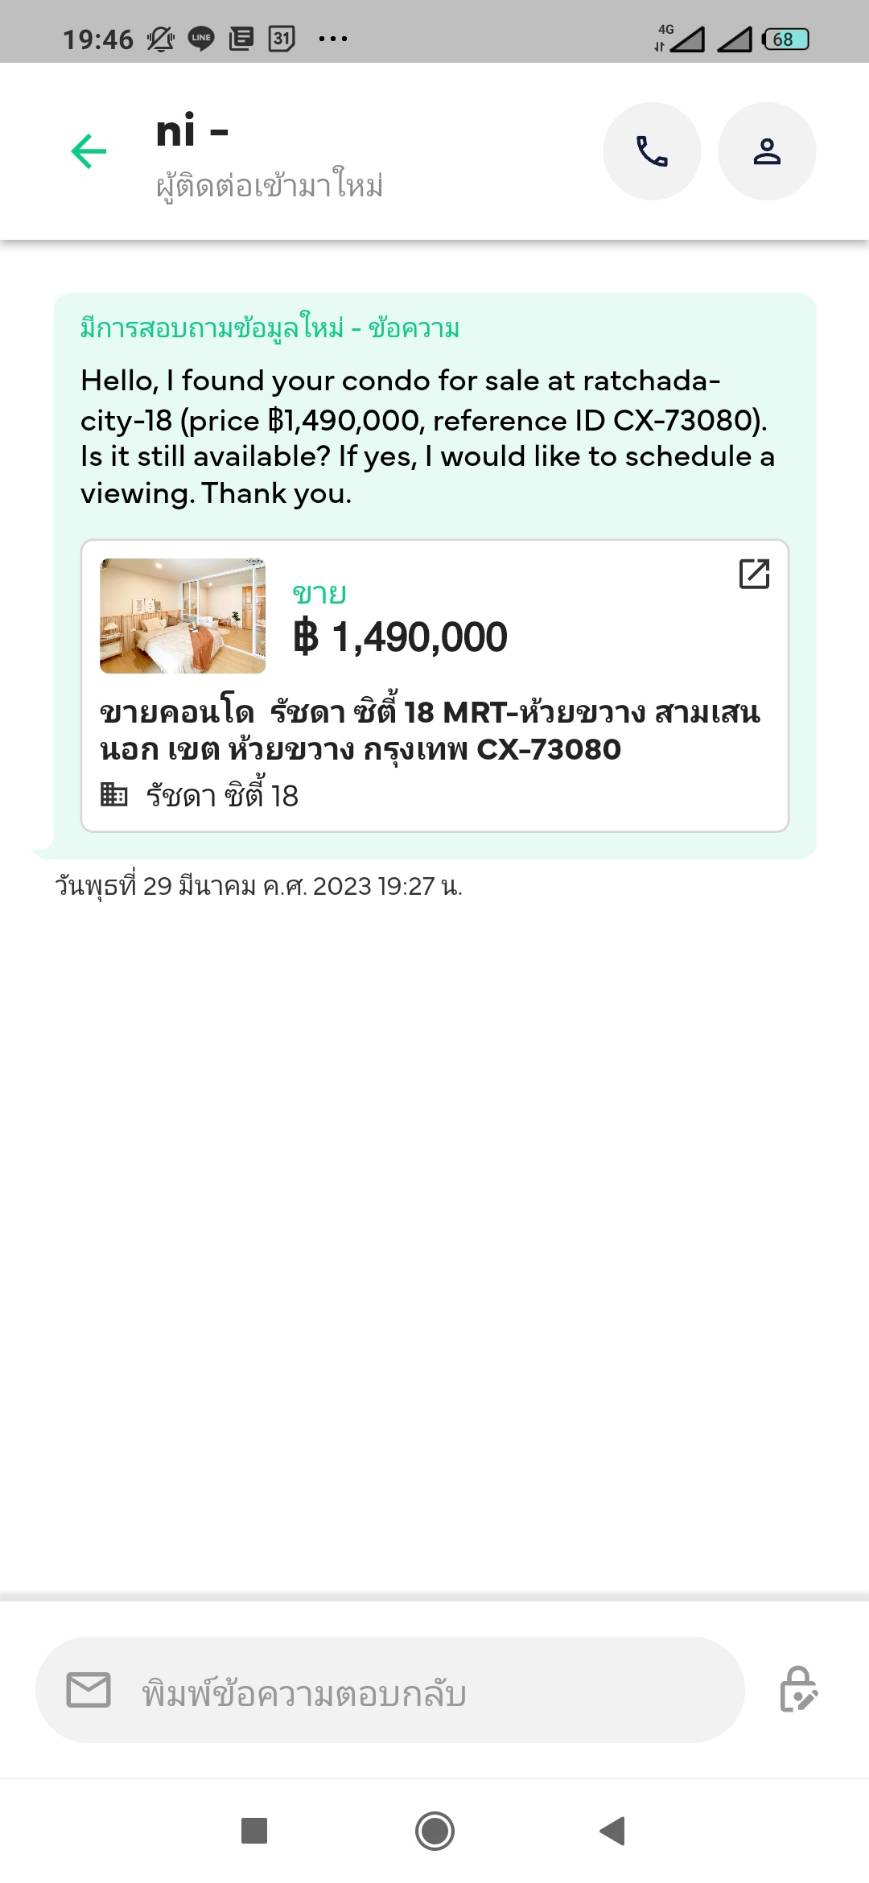 19:46 LINE 31 ... 4G 68
ni -
ผู้ติดต่อเข้ามาใหม่
มีการสอบถามข้อมูลใหม่ - ข้อความ
Hello, I found your condo for sale at ratchada-
city-18 (price ฿1,490,000, reference ID CX-73080).
Is it still available? If yes, I would like to schedule a
viewing. Thank you.
ขาย
฿ 1,490,000
ขายคอนโด  รัชดา ซิตี้ 18 MRT-ห้วยขวาง สามเสน
นอก เขต ห้วยขวาง กรุงเทพ CX-73080
รัชดา ซิตี้ 18
วันพุธที่ 29 มีนาคม ค.ศ. 2023 19:27 น.
พิมพ์ข้อความตอบกลับ